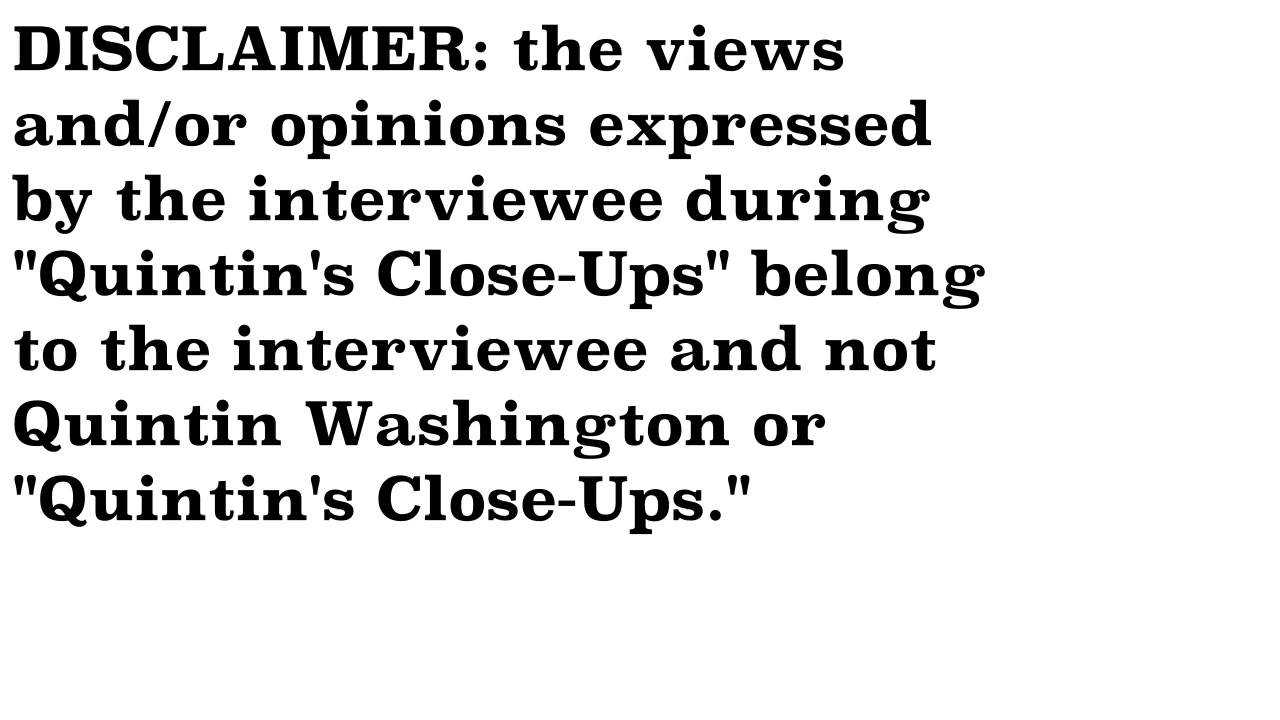 DISCLAIMER: the views
and/or opinions expressed
by the interviewee during
"Quintin's Close-Ups" belong
to the interviewee and not
Quintin Washington or
"Quintin's Close-Ups."